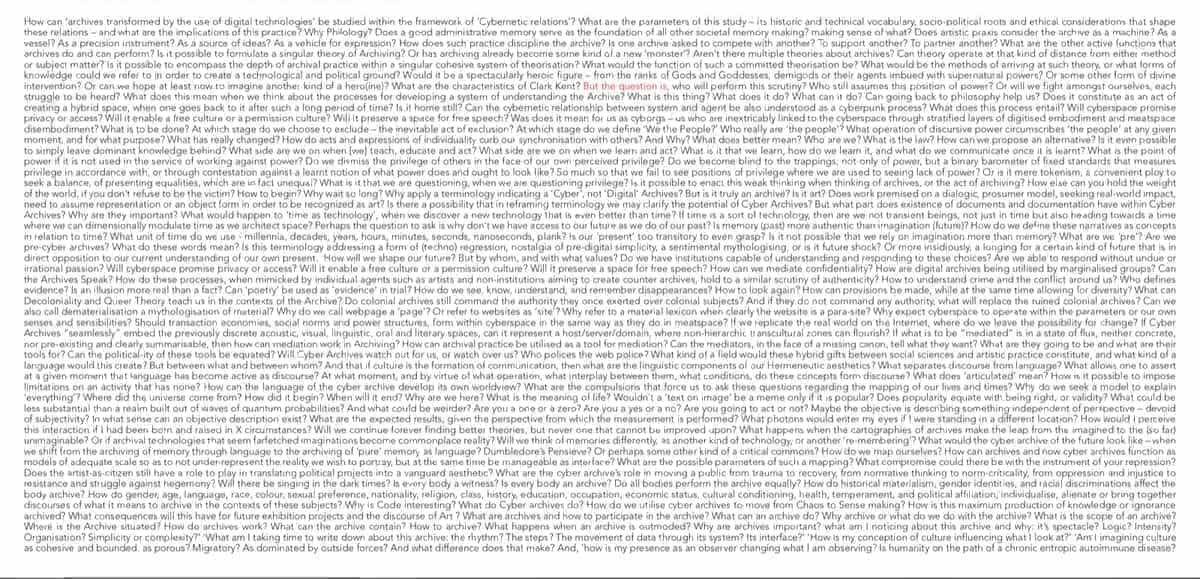 How can 'archives transformed by the use of digital technologies' be studied within the framework of 'Cybernetic relations'? What are the parameters of this study – its historic and technical vocabulary, socio-political roots and ethical considerations that shape
these relations – and what are the implications of this practice? Why Philology? Does a good administrative memory serve as the foundation of all other societal memory making? making sense of what? Does artistic praxis consider the archive as a machine? As a
vessel? As a precision instrument? As a source of ideas? As a vehicle for expression? How does such practice discipline the archive? Is one archive asked to compete with another? To support another? To partner another? What are the other active functions that
archives do and can perform? Is it possible to formulate a singular theory of Archiving? Or has archiving already become some kind of a new 'monster'? Aren't there multiple theories about archives? Can theory operate at that kind of distance from either method
or subject matter? Is it possible to encompass the depth of archival practice within a singular cohesive system of theorisation? What would the function of such a committed theorisation be? What would be the methods of arriving at such theory, or what forms of
knowledge could we refer to in order to create a technological and political ground? Would it be a spectacularly heroic figure – from the ranks of Gods and Goddesses, demigods or their agents imbued with supernatural powers? Or some other form of divine
intervention? Or can we hope at least now to imagine another kind of hero(ine)? What are the characteristics of Clark Kent? But the question is, who will perform this scrutiny? Who still assumes this position of power? Or will we fight amongst ourselves, each
struggle to be heard? What does this mean when we think about the processes for developing a system of understanding the Archive? What is this thing? What does it do? What can it do? Can going back to philosophy help us? Does it constitute as an act of
creating a hybrid space, when one goes back to it after such a long period of time? Is it home still? Can the cybernetic relationship between system and agent be also understood as a cyberpunk process? What does this process entail? Will cyberspace promise
privacy or access? Will it enable a free culture or a permission culture? Will it preserve a space for free speech? Was does it mean for us as cyborgs – us who are inextricably linked to the cyberspace through stratified layers of digitised embodiment and meatspace
disembodiment? What is to be done? At which stage do we choose to exclude – the inevitable act of exclusion? At which stage do we define 'We the People?' Who really are 'the people'? What operation of discursive power circumscribes 'the people' at any given
moment, and for what purpose? What has really changed? How do acts and expressions of individuality curb our synchronisation with others? And Why? What does better mean? Who are we? What is the law? How can we propose an alternative? Is it even possible
to simply leave dominant knowledge behind? What side are we on when [we] teach, educate and act? What side are we on when we learn and act? What is it that we learn, how do we learn it, and what do we communicate once it is learnt? What is the point of
power if it is not used in the service of working against power? Do we dismiss the privilege of others in the face of our own perceived privilege? Do we become blind to the trappings, not only of power, but a binary barometer of fixed standards that measures
privilege in accordance with, or through contestation against a learnt notion of what power does and ought to look like? So much so that we fail to see positions of privilege where we are used to seeing lack of power? Or is it mere tokenism, a convenient ploy to
seek a balance, of presenting equalities, which are in fact unequal? What is it that we are questioning, when we are questioning privilege? Is it possible to enact this weak thinking when thinking of archives, or the act of archiving? How else can you hold the weight
of the world, if you don't refuse to be the victim? How to begin? Why wait so long? Why apply a terminology indicating a 'Cyber', not 'Digital' Archives? But is it truly an archive? Is it art? Does work premised on a dialogic, prosumer model, seeking real-world impact,
need to assume representation or an object form in order to be recognized as art? Is there a possibility that in reframing terminology we may clarify the potential of Cyber Archives? But what part does existence of documents and documentation have within Cyber
Archives? Why are they important? What would happen to 'time as technology', when we discover a new technology that is even better than time? If time is a sort of technology, then are we not transient beings, not just in time but also heading towards a time
where we can dimensionally modulate time as we architect space? Perhaps the question to ask is why don't we have access to our future as we do of our past? Is memory (past) more authentic than imagination (future)? How do we define these narratives as concepts
in relation to time? What unit of time do we use – millennia, decades, years, hours, minutes, seconds, nanoseconds, plank? Is our 'present' too transitory to even grasp? Is it not possible that we rely on imagination more than memory? What are we 'pre'? Are we
pre-cyber archives? What do these words mean? Is this terminology addressing a form of (techno) regression, nostalgia of pre-digital simplicity, a sentimental mythologising, or is it future shock? Or more insidiously, a longing for a certain kind of future that is in
direct opposition to our current understanding of our own present. How will we shape our future? But by whom, and with what values? Do we have institutions capable of understanding and responding to these choices? Are we able to respond without undue or
irrational passion? Will cyberspace promise privacy or access? Will it enable a free culture or a permission culture? Will it preserve a space for free speech? How can we mediate confidentiality? How are digital archives being utilised by marginalised groups? Can
the Archives Speak? How do these processes, when mimicked by individual agents such as artists and non-institutions aiming to create counter archives, hold to a similar scrutiny of authenticity? How to understand crime and the conflict around us? Who defines
evidence? Is an illusion more real than a fact? Can 'poetry' be used as 'evidence' in trial? How do we see, know, understand, and remember disappearances? How to look again? How can provisions be made, while at the same time allowing for diversity? What can
Decoloniality and Queer Theory teach us in the contexts of the Archive? Do colonial archives still command the authority they once exerted over colonial subjects? And if they do not command any authority, what will replace the ruined colonial archives? Can we
also call dematerialisation a mythologisation of material? Why do we call webpage a 'page'? Or refer to websites as 'site'? Why refer to a material lexicon when clearly the website is a para-site? Why expect cyberspace to operate within the parameters or our own
senses and sensibilities? Should transaction economies, social norms and power structures, form within cyberspace in the same way as they do in meatspace? If we replicate the real world on the Internet, where do we leave the possibility for change? If Cyber
Archives "seamlessly" embed the previously discrete acoustic, visual, linguistic, oral and literary spaces, can it represent a host/server/domain, where non-hierarchic transcultural zones can flourish? If what is to be "mediated" is in a state of flux, neither concrete,
nor pre-existing and clearly summarisable, then how can mediation work in Archiving? How can archival practice be utilised as a tool for mediation? Can the mediators, in the face of a missing canon, tell what they want? What are they going to be and what are their
tools for? Can the political-ity of these tools be equated? Will Cyber Archives watch out for us, or watch over us? Who polices the web police? What kind of a field would these hybrid gifts between social sciences and artistic practice constitute, and what kind of a
language would this create? But between what and between whom? And that if culture is the formation of communication, then what are the linguistic components of our Hermeneutic aesthetics? What separates discourse from language? What allows one to assert
at a given moment that language has become active as discourse? At what moment, and by virtue of what operation, what interplay between them, what conditions, do these concepts form discourse? What does 'articulated' mean? How is it possible to impose
limitations on an activity that has none? How can the language of the cyber archive develop its own worldview? What are the compulsions that force us to ask these questions regarding the mapping of our lives and times? Why do we seek a model to explain
'everything'? Where did the universe come from? How did it begin? When will it end? Why are we here? What is the meaning of life? Wouldn't a 'text on image' be a meme only if it is popular? Does popularity equate with being right, or validity? What could be
less substantial than a realm built out of waves of quantum probabilities? And what could be weirder? Are you a one or a zero? Are you a yes or a no? Are you going to act or not? Maybe the objective is describing something independent of perspective – devoid
of subjectivity? In what sense can an objective description exist? What are the expected results, given the perspective from which the measurement is performed? What photons would enter my eyes if I were standing in a different location? How would I perceive
this interaction if I had been born and raised in X circumstances? Will we continue forever finding better theories, but never one that cannot be improved upon? What happens when the cartographies of archives make the leap from the imagined to the (so far)
unimaginable? Or if archival technologies that seem farfetched imaginations become commonplace reality? Will we think of memories differently, as another kind of technology, or another 're-membering'? What would the cyber archive of the future look like – when
we shift from the archiving of memory through language to the archiving of 'pure' memory as language? Dumbledore's Pensieve? Or perhaps some other kind of a critical commons? How do we map ourselves? How can archives and now cyber archives function as
models of adequate scale so as to not under-represent the reality we wish to portray, but at the same time be manageable as interface? What are the possible parameters of such a mapping? What compromise could there be with the instrument of your repression?
Does the artist-as-citizen still have a role to play in translating political projects into a vanguard aesthetic? What are the cyber archive's role in moving a public from trauma to recovery, from normative thinking to norm-criticality, from oppression and injustice to
resistance and struggle against hegemony? Will there be singing in the dark times? Is every body a witness? Is every body an archive? Do all bodies perform the archive equally? How do historical materialism, gender identities, and racial discriminations affect the
body archive? How do gender, age, language, race, colour, sexual preference, nationality, religion, class, history, education, occupation, economic status, cultural conditioning, health, temperament, and political affiliation, individualise, alienate or bring together
discourses of what it means to archive in the contexts of these subjects? Why is Code interesting? What do Cyber archives do? How do we utilise cyber archives to move from Chaos to Sense making? How is this maximum production of knowledge or ignorance
archived? What consequences will this have for future exhibition projects and the discourse of Art? What are archives and how to participate in the archive? What can an archive do? Why archive or what do we do with the archive? What is the scope of an archive?
Where is the Archive situated? How do archives work? What can the archive contain? How to archive? What happens when an archive is outmoded? Why are archives important? what am I noticing about this archive and why: it's spectacle? Logic? Intensity?
Organisation? Simplicity or complexity?' 'What am I taking time to write down about this archive: the rhythm? The steps? The movement of data through its system? Its interface?' 'How is my conception of culture influencing what I look at?' 'Am I imagining culture
as cohesive and bounded. as porous? Migratory? As dominated by outside forces? And what difference does that make? And, 'how is my presence as an observer changing what I am observing? Is humanity on the path of a chronic entropic autoimmune disease?